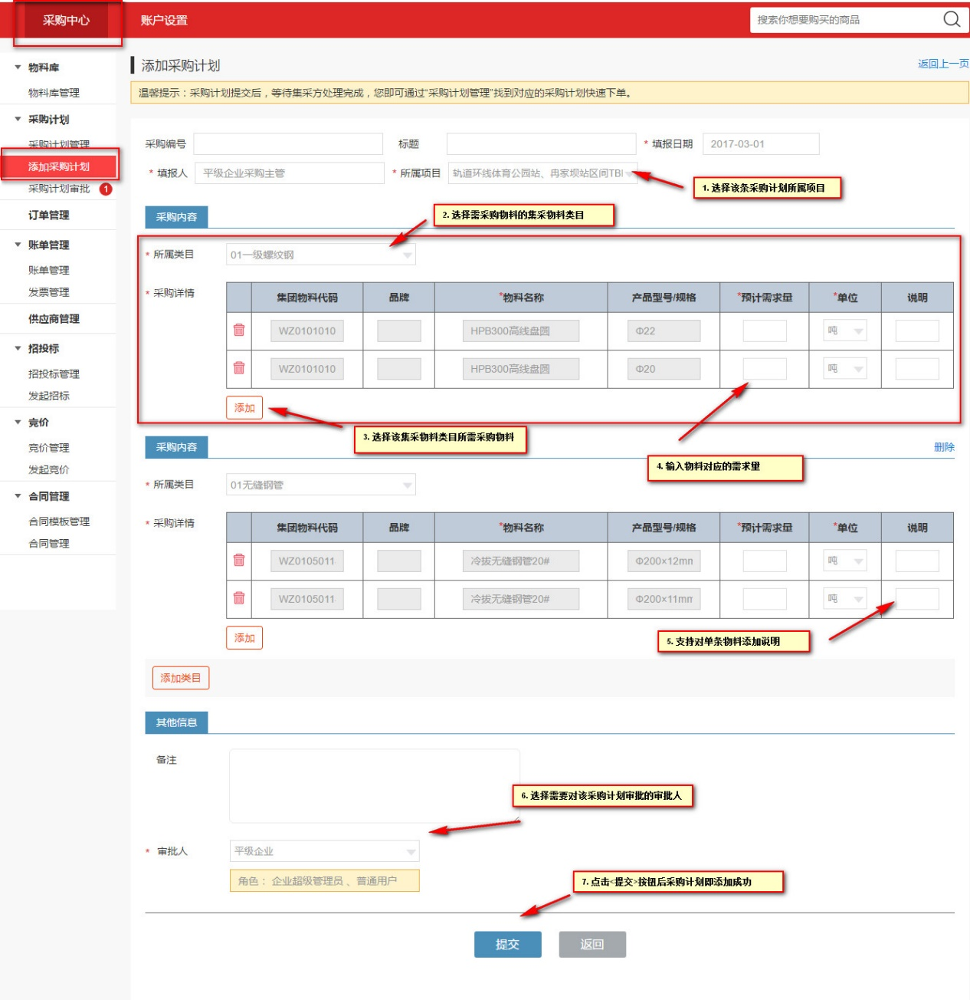 采购中心
账户设置
搜索你想要购买的商品
物料库
物料库管理
采购计划
采购计划管理
添加采购计划
采购计划审批 1
订单管理
账单管理
账单管理
发票管理
供应商管理
招投标
招投标管理
发起招标
竞价
竞价管理
发起竞价
合同管理
合同模板管理
合同管理
添加采购计划
返回上一页
温馨提示：采购计划提交后，等待集采方处理完成，您即可通过“采购计划管理”找到对应的采购计划快速下单。
采购编号 标题 * 填报日期 2017-03-01
* 填报人 平级企业采购主管 * 所属项目 轨道环线体育公园站、冉家坝站区间TBI
1. 选择该条采购计划所属项目
采购内容
2. 选择需采购物料的集采物料类目
* 所属类目 01一级螺纹钢
* 采购详情
集团物料代码 品牌 *物料名称 产品型号/规格 *预计需求量 *单位 说明
WZ0101010 HPB300高线盘圆 Φ22 吨
WZ0101010 HPB300高线盘圆 Φ20 吨
添加
3. 选择该集采物料类目所需采购物料
4. 输入物料对应的需求量
采购内容 删除
* 所属类目 01无缝钢管
* 采购详情
集团物料代码 品牌 *物料名称 产品型号/规格 *预计需求量 *单位 说明
WZ0105011 冷拔无缝钢管20# Φ200×12mm 吨
WZ0105011 冷拔无缝钢管20# Φ200×11mm 吨
添加
5. 支持对单条物料添加说明
添加类目
其他信息
备注
6. 选择需要对该采购计划审批的审批人
* 审批人 平级企业
角色： 企业超级管理员 、普通用户
7. 点击<提交>按钮后采购计划即添加成功
提交 返回